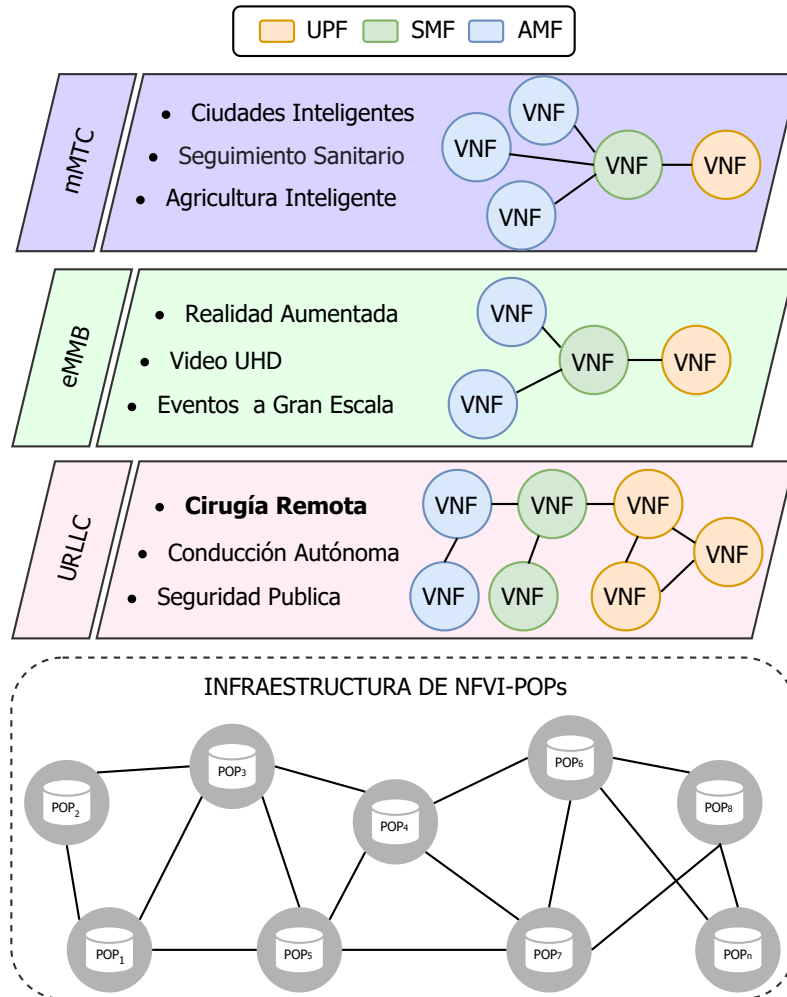 UPF SMF AMF
mMTC
Ciudades Inteligentes
Seguimiento Sanitario
Agricultura Inteligente
VNF
VNF
VNF
VNF
VNF
eMMB
Realidad Aumentada
Video UHD
Eventos a Gran Escala
VNF
VNF
VNF
VNF
URLLC
Cirugía Remota
Conducción Autónoma
Seguridad Publica
VNF
VNF
VNF
VNF
VNF
VNF
VNF
INFRAESTRUCTURA DE NFVI-POPs
POP2
POP3
POP4
POP6
POP8
POP1
POP5
POP7
POPn